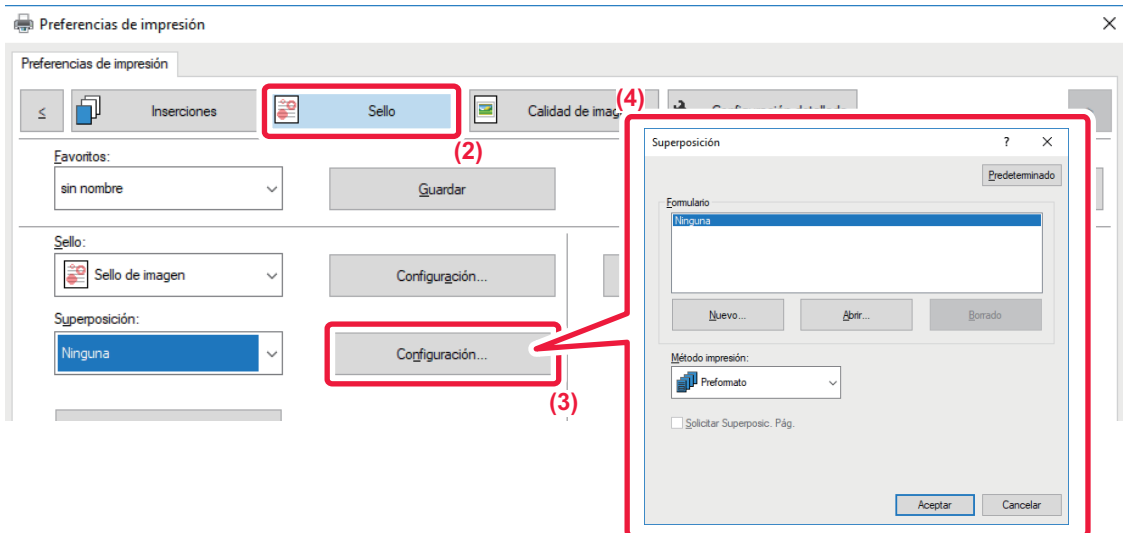 Preferencias de impresión
Preferencias de impresión
< Inserciones Sello Calidad de imag
(4)
(2)
Favoritos:
sin nombre Guardar
Sello:
Sello de imagen Configuración...
Superposición:
Ninguna Configuración...
(3)
Superposición ?
Predeterminado
Formulario
Ninguna
Nuevo... Abrir... Borrado
Método impresión:
Preformato
Solicitar Superposic. Pág.
Aceptar Cancelar